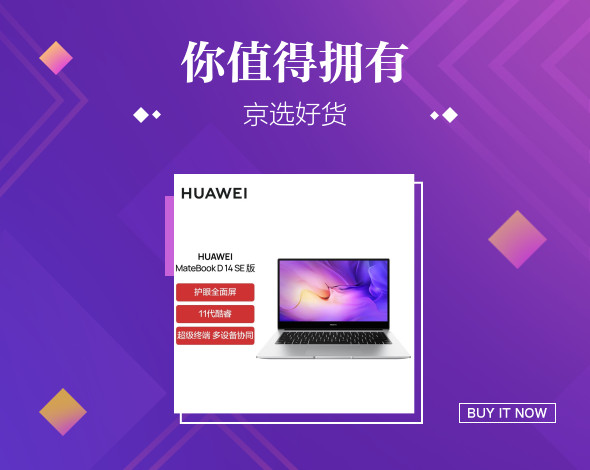 你值得拥有
京选好货
HUAWEI
HUAWEI
MateBook D 14 SE 版
护眼全面屏
11代酷睿
超级终端 多设备协同
BUY IT NOW